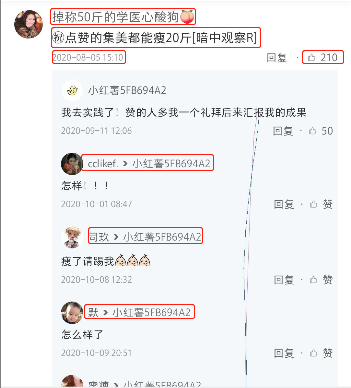 掉称50斤的学医心酸狗🍑
㊗️点赞的集美都能瘦20斤[暗中观察R]
2020-08-05 15:10 回复 · 210
小红薯5FB694A2
我去实践了！赞的人多我一个礼拜后来汇报我的成果
2020-09-11 12:06 回复 · 50
cclikef. > 小红薯5FB694A2
怎样！！！
2020-10-01 08:47 回复 · 赞
司玫 > 小红薯5FB694A2
瘦了请踢我
2020-10-08 12:32 回复 · 赞
默 > 小红薯5FB694A2
怎么样了
2020-10-09 20:51 回复 · 赞
小红薯5FB694A2